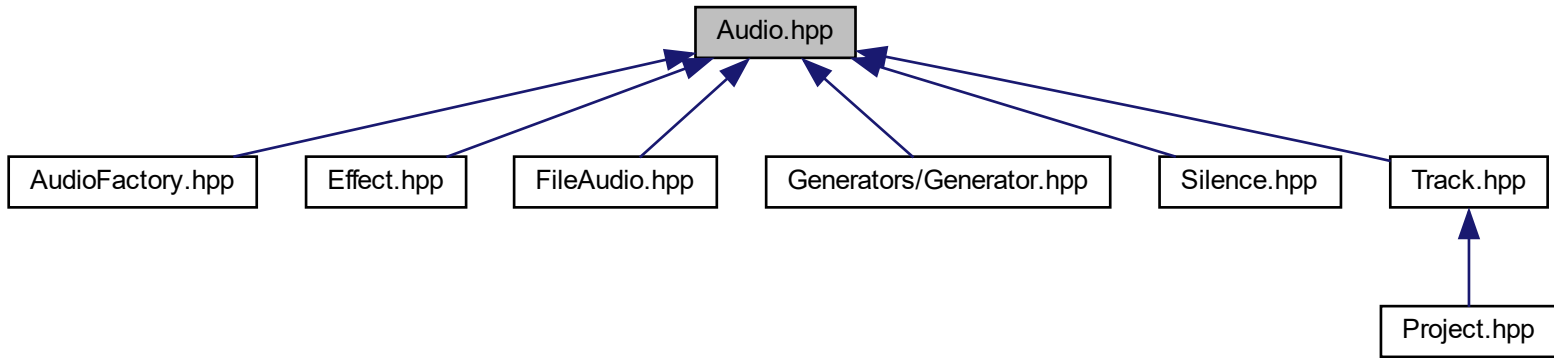 Audio.hpp
AudioFactory.hpp
Effect.hpp
FileAudio.hpp
Generators/Generator.hpp
Silence.hpp
Track.hpp
Project.hpp